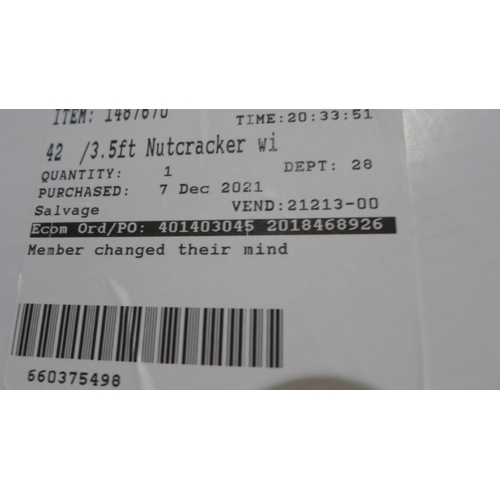 ITEM: 1487670 TIME:20:33:51
42 /3.5ft Nutcracker wi
QUANTITY: 1 DEPT: 28
PURCHASED: 7 Dec 2021
Salvage VEND:21213-00
Ecom Ord/PO: 401403045 2018468926
Member changed their mind
660375498